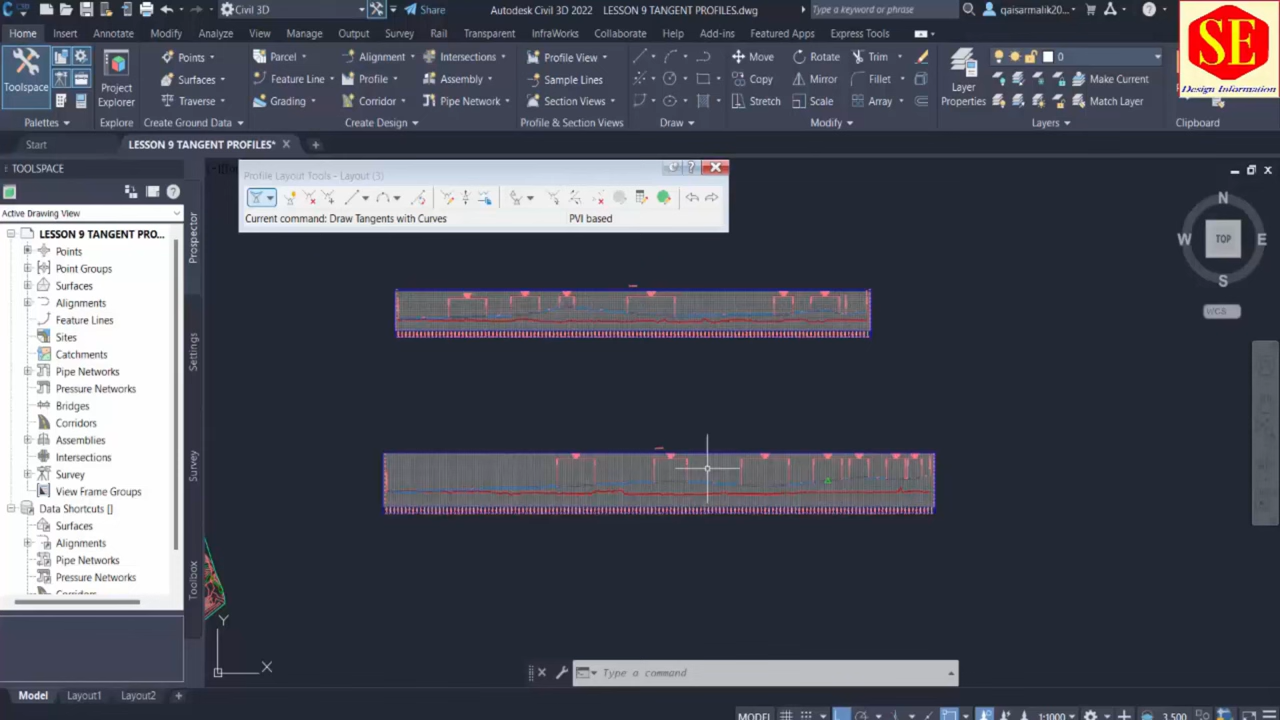 Civil 3D
Share
Autodesk Civil 3D 2022 LESSON 9 TANGENT PROFILES.dwg
Type a keyword or phrase
qaisarmalik20...
SE
Design Information
Home Insert Annotate Modify Analyze View Manage Output Survey Rail Transparent InfraWorks Collaborate Help Add-ins Featured Apps Express Tools
Points Parcel Alignment Intersections Profile View Move Rotate Trim 0
Toolspace Project Explorer Surfaces Feature Line Profile Assembly Sample Lines Copy Mirror Fillet Layer Properties Make Current
Traverse Grading Corridor Pipe Network Section Views Stretch Scale Array Match Layer
Palettes Explore Create Ground Data Create Design Profile & Section Views Draw Modify Layers Clipboard
Start LESSON 9 TANGENT PROFILES*
TOOLSPACE
Profile Layout Tools - Layout (3)
Current command: Draw Tangents with Curves PVI based
Active Drawing View
LESSON 9 TANGENT PRO...
Points
Point Groups
Surfaces
Alignments
Feature Lines
Sites
Catchments
Pipe Networks
Pressure Networks
Bridges
Corridors
Assemblies
Intersections
Survey
View Frame Groups
Data Shortcuts []
Surfaces
Alignments
Pipe Networks
Pressure Networks
Prospector
Settings
Survey
Toolbox
N
W TOP E
S
WCS
Y
X
Type a command
Model Layout1 Layout2
MODEL 1:1000 3.500